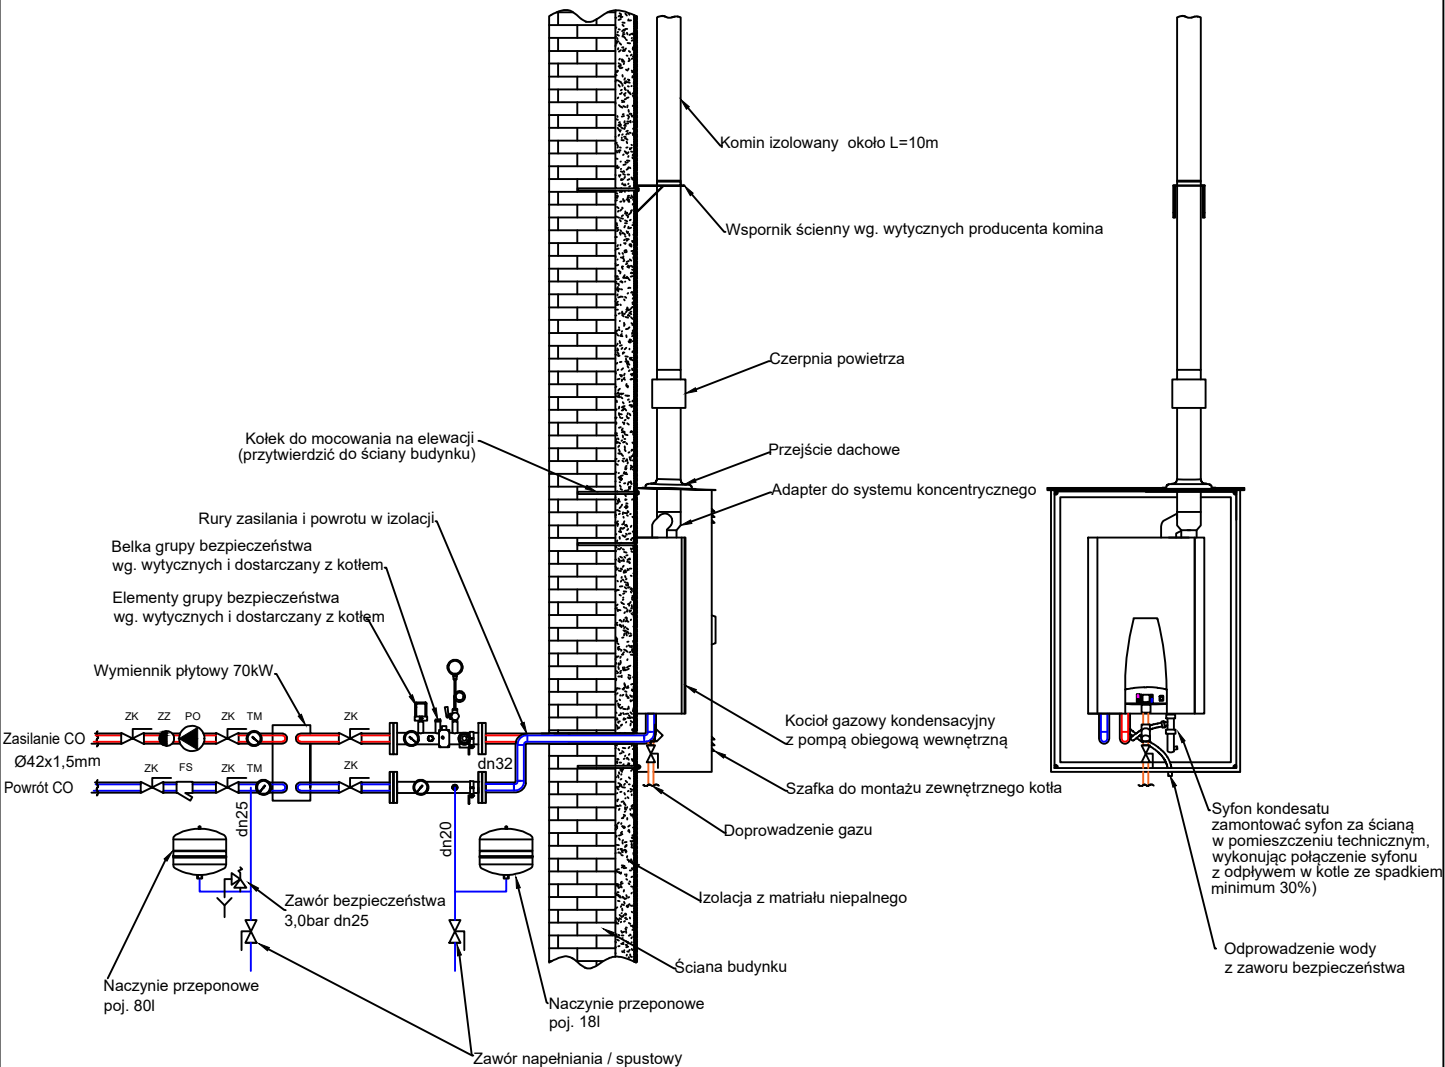 Komin izolowany  około L=10m
Wspornik ścienny wg. wytycznych producenta komina
Czerpnia powietrza
Kołek do mocowania na elewacji
(przytwierdzić do ściany budynku)
Przejście dachowe
Adapter do systemu koncentrycznego
Rury zasilania i powrotu w izolacji
Belka grupy bezpieczeństwa
wg. wytycznych i dostarczany z kotłem
Elementy grupy bezpieczeństwa
wg. wytycznych i dostarczany z kotłem
Wymiennik płytowy 70kW
ZK ZZ PO ZK TM ZK
Zasilanie CO
Ø42x1,5mm
ZK FS ZK TM ZK
Powrót CO
dn32
dn25
dn20
Kocioł gazowy kondensacyjny
z pompą obiegową wewnętrzną
Szafka do montażu zewnętrznego kotła
Doprowadzenie gazu
Syfon kondesatu
zamontować syfon za ścianą
w pomieszczeniu technicznym,
wykonując połączenie syfonu
z odpływem w kotle ze spadkiem
minimum 30%)
Zawór bezpieczeństwa
3,0bar dn25
Izolacja z matriału niepalnego
Odprowadzenie wody
z zaworu bezpieczeństwa
Ściana budynku
Naczynie przeponowe
poj. 80l
Naczynie przeponowe
poj. 18l
Zawór napełniania / spustowy